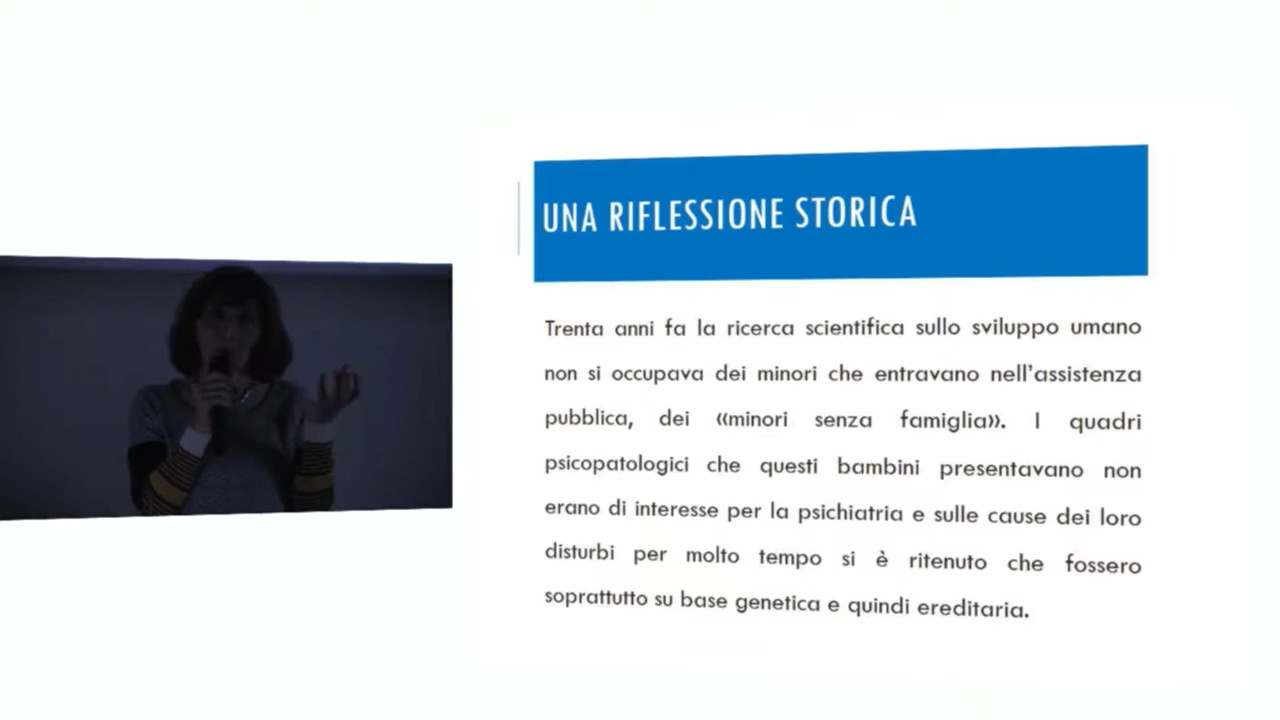 UNA RIFLESSIONE STORICA
Trenta anni fa la ricerca scientifica sullo sviluppo umano
non si occupava dei minori che entravano nell'assistenza
pubblica, dei «minori senza famiglia». I quadri
psicopatologici che questi bambini presentavano non
erano di interesse per la psichiatria e sulle cause dei loro
disturbi per molto tempo si è ritenuto che fossero
soprattutto su base genetica e quindi ereditaria.